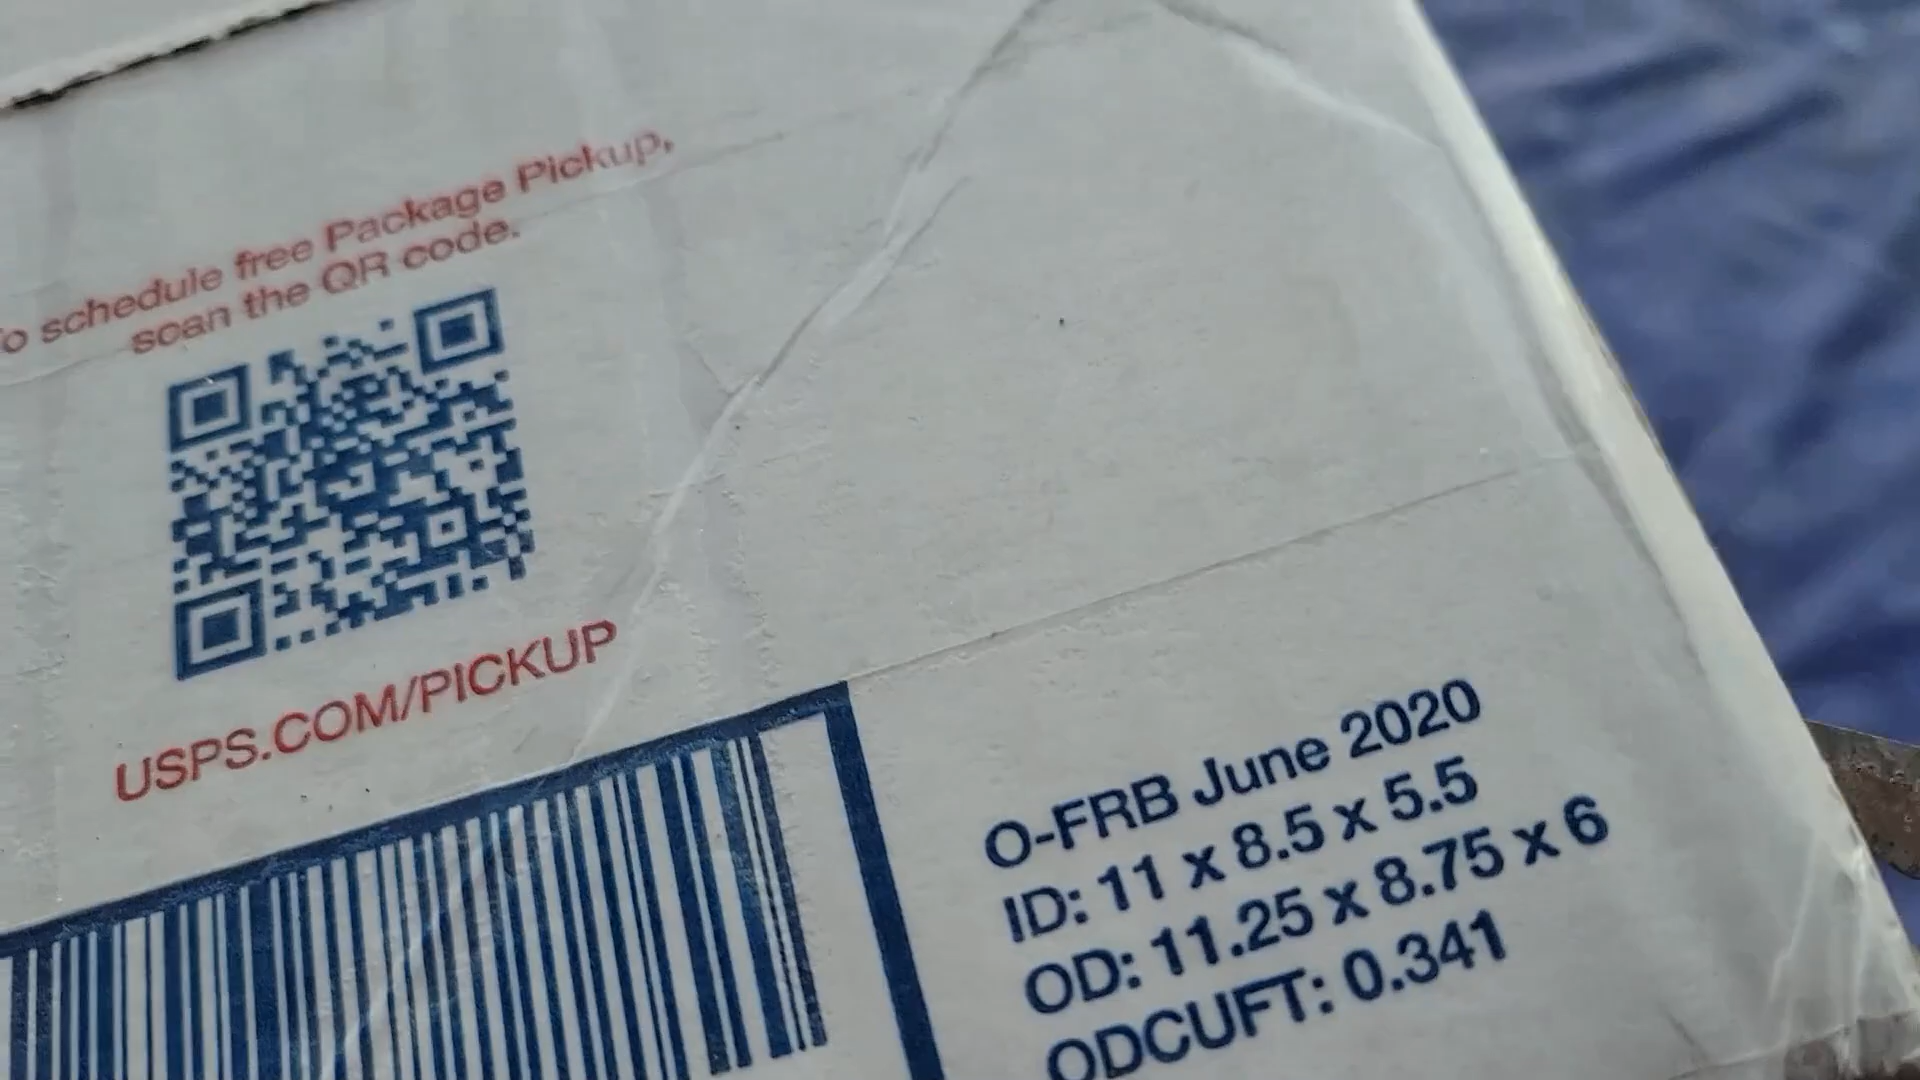 o schedule free Package Pickup,
scan the QR code.
USPS.COM/PICKUP
O-FRB June 2020
ID: 11 x 8.5 x 5.5
OD: 11.25 x 8.75 x 6
ODCUFT: 0.341